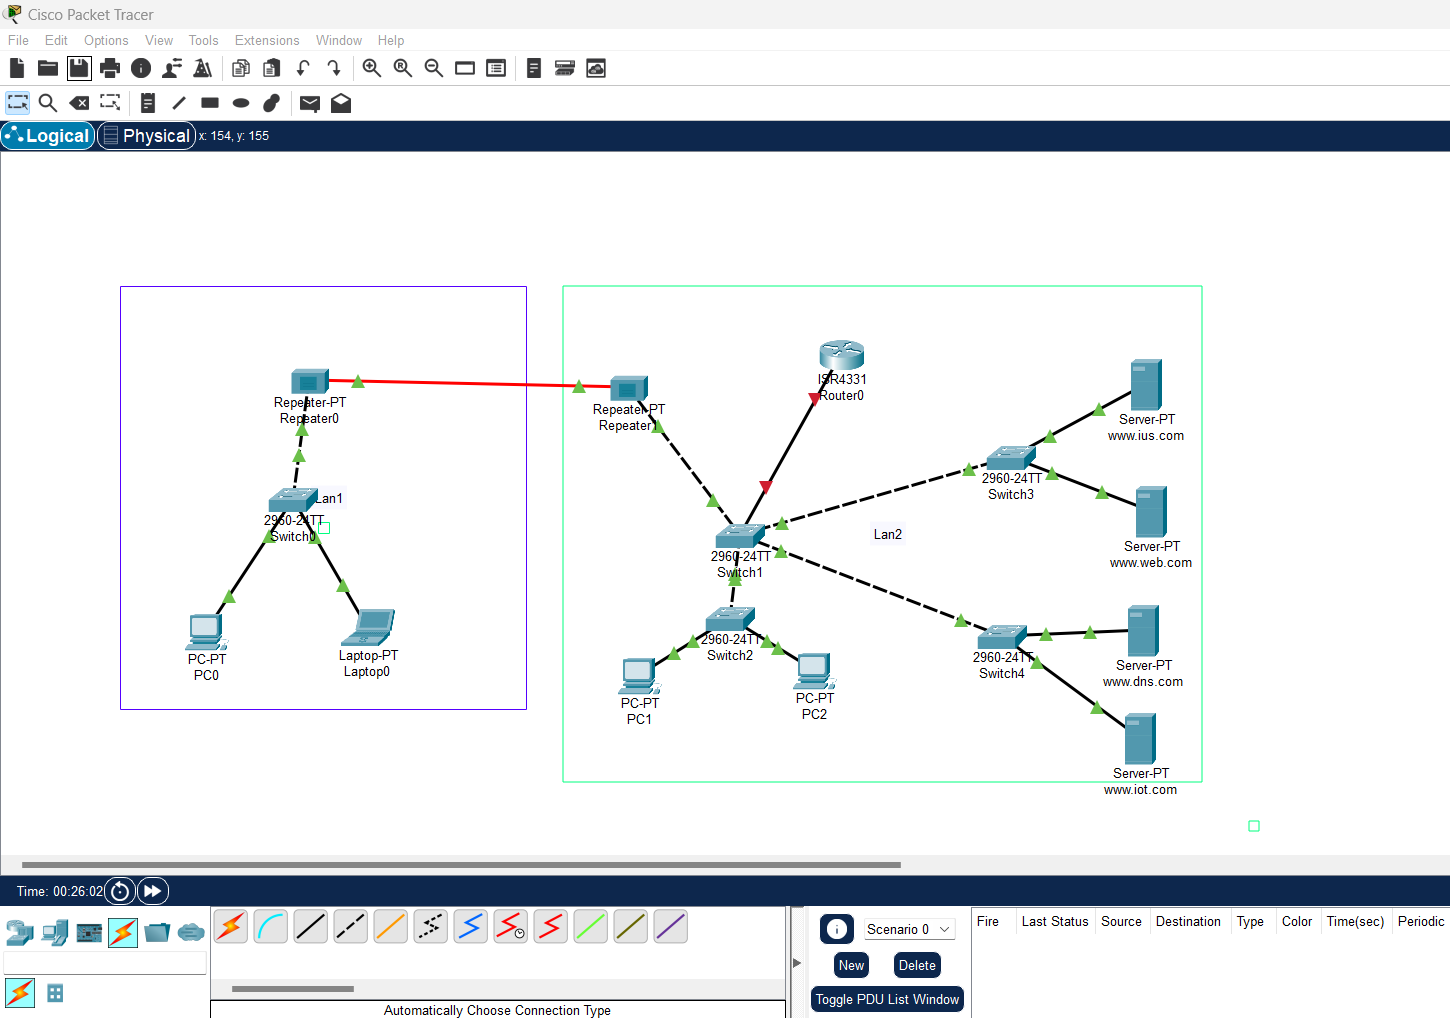 Cisco Packet Tracer
File Edit Options View Tools Extensions Window Help
Logical Physical x: 154, y: 155
Repeater-PT
Repeater0
Lan1
2960-24TT
Switch0
PC-PT
PC0
Laptop-PT
Laptop0
Repeater-PT
Repeater1
ISR4331
Router0
2960-24TT
Switch1
Lan2
2960-24TT
Switch2
PC-PT
PC1
PC-PT
PC2
2960-24TT
Switch3
Server-PT
www.ius.com
Server-PT
www.web.com
2960-24TT
Switch4
Server-PT
www.dns.com
Server-PT
www.iot.com
Time: 00:26:02
Scenario 0
New Delete
Toggle PDU List Window
Fire Last Status Source Destination Type Color Time(sec) Periodic
Automatically Choose Connection Type